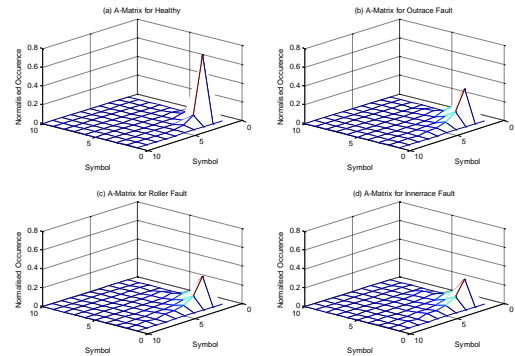 (a) A-Matrix for Healthy
Normalised Occurence
0.8
0.6
0.4
0.2
0
10
5
0
Symbol
10
5
0
Symbol
(b) A-Matrix for Outrace Fault
Normalised Occurence
0.8
0.6
0.4
0.2
0
10
5
0
Symbol
10
5
0
Symbol
(c) A-Matrix for Roller Fault
Normalised Occurence
0.8
0.6
0.4
0.2
0
10
5
0
Symbol
10
5
0
Symbol
(d) A-Matrix for Innerrace Fault
Normalised Occurence
0.8
0.6
0.4
0.2
0
10
5
0
Symbol
10
5
0
Symbol